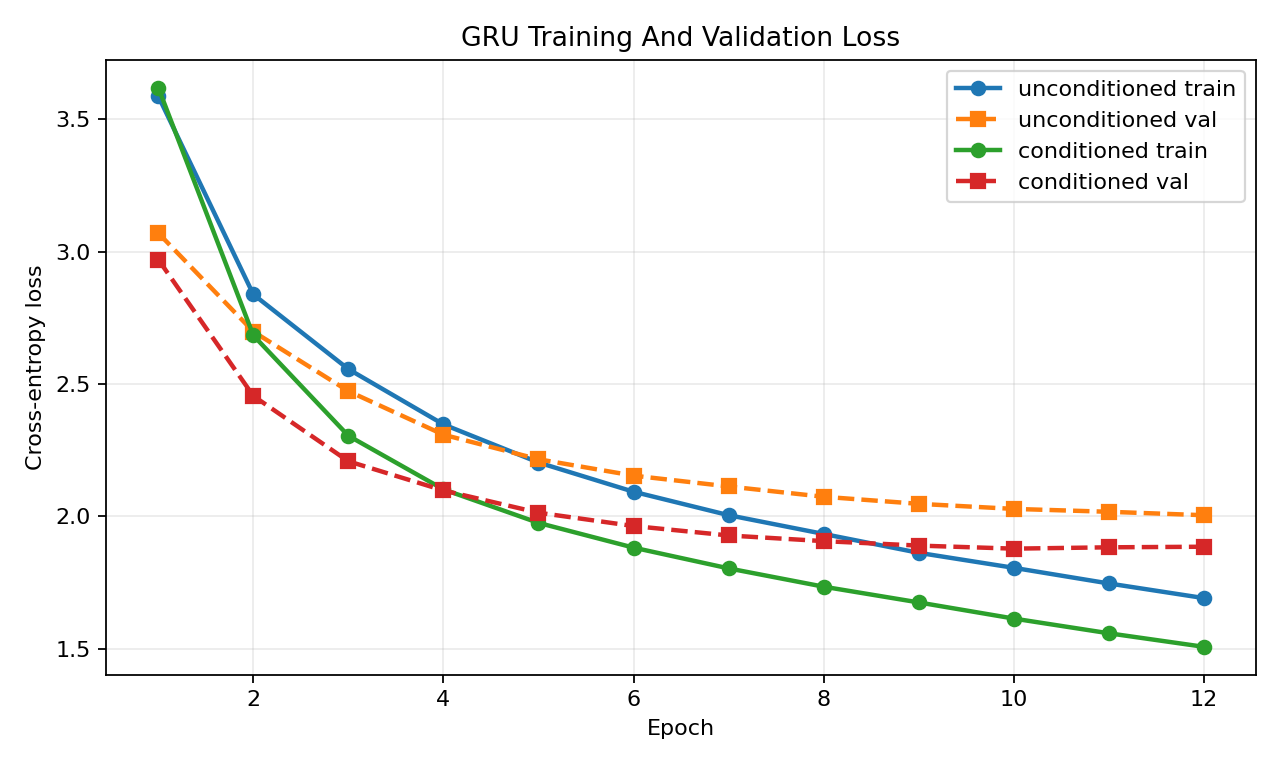 GRU Training And Validation Loss
unconditioned train
unconditioned val
conditioned train
conditioned val
Cross-entropy loss
3.5
3.0
2.5
2.0
1.5
2 4 6 8 10 12
Epoch